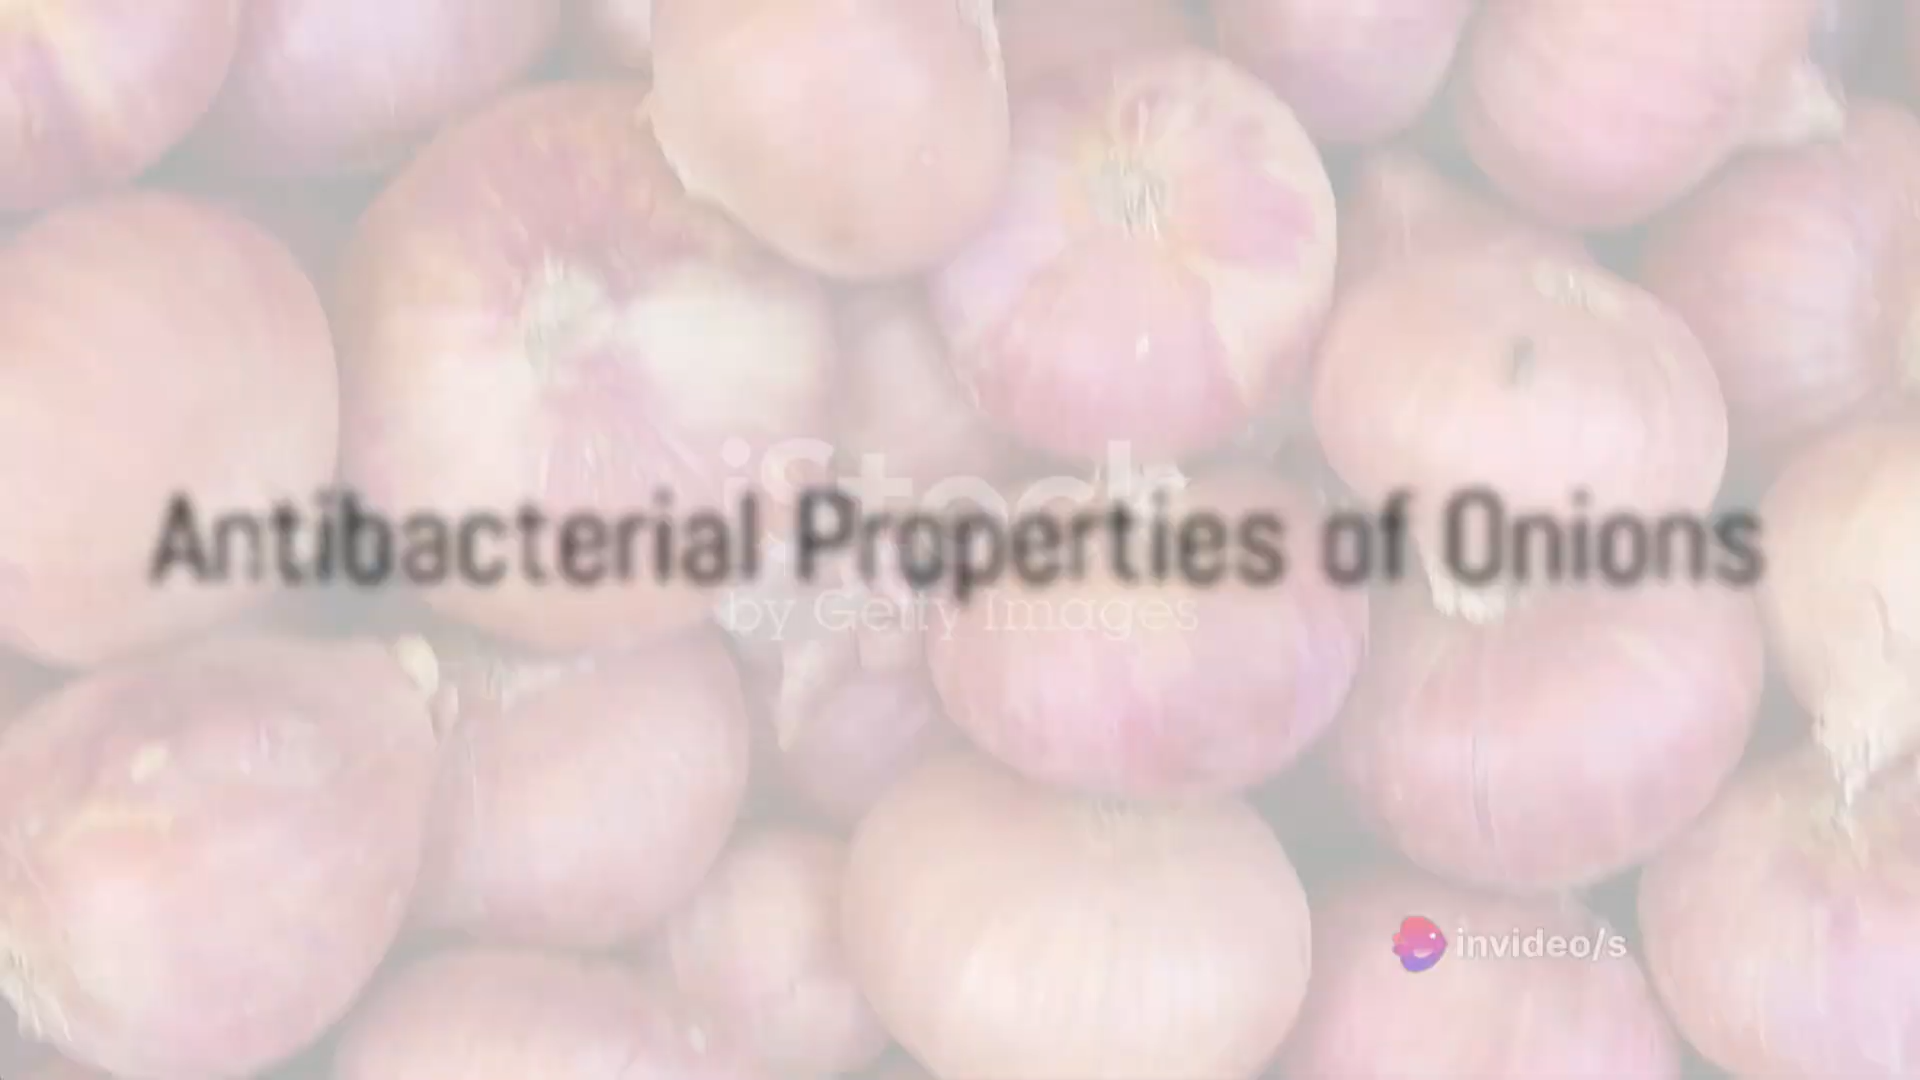 iStock
Antibacterial Properties of Onions
by Getty Images
invideo/s